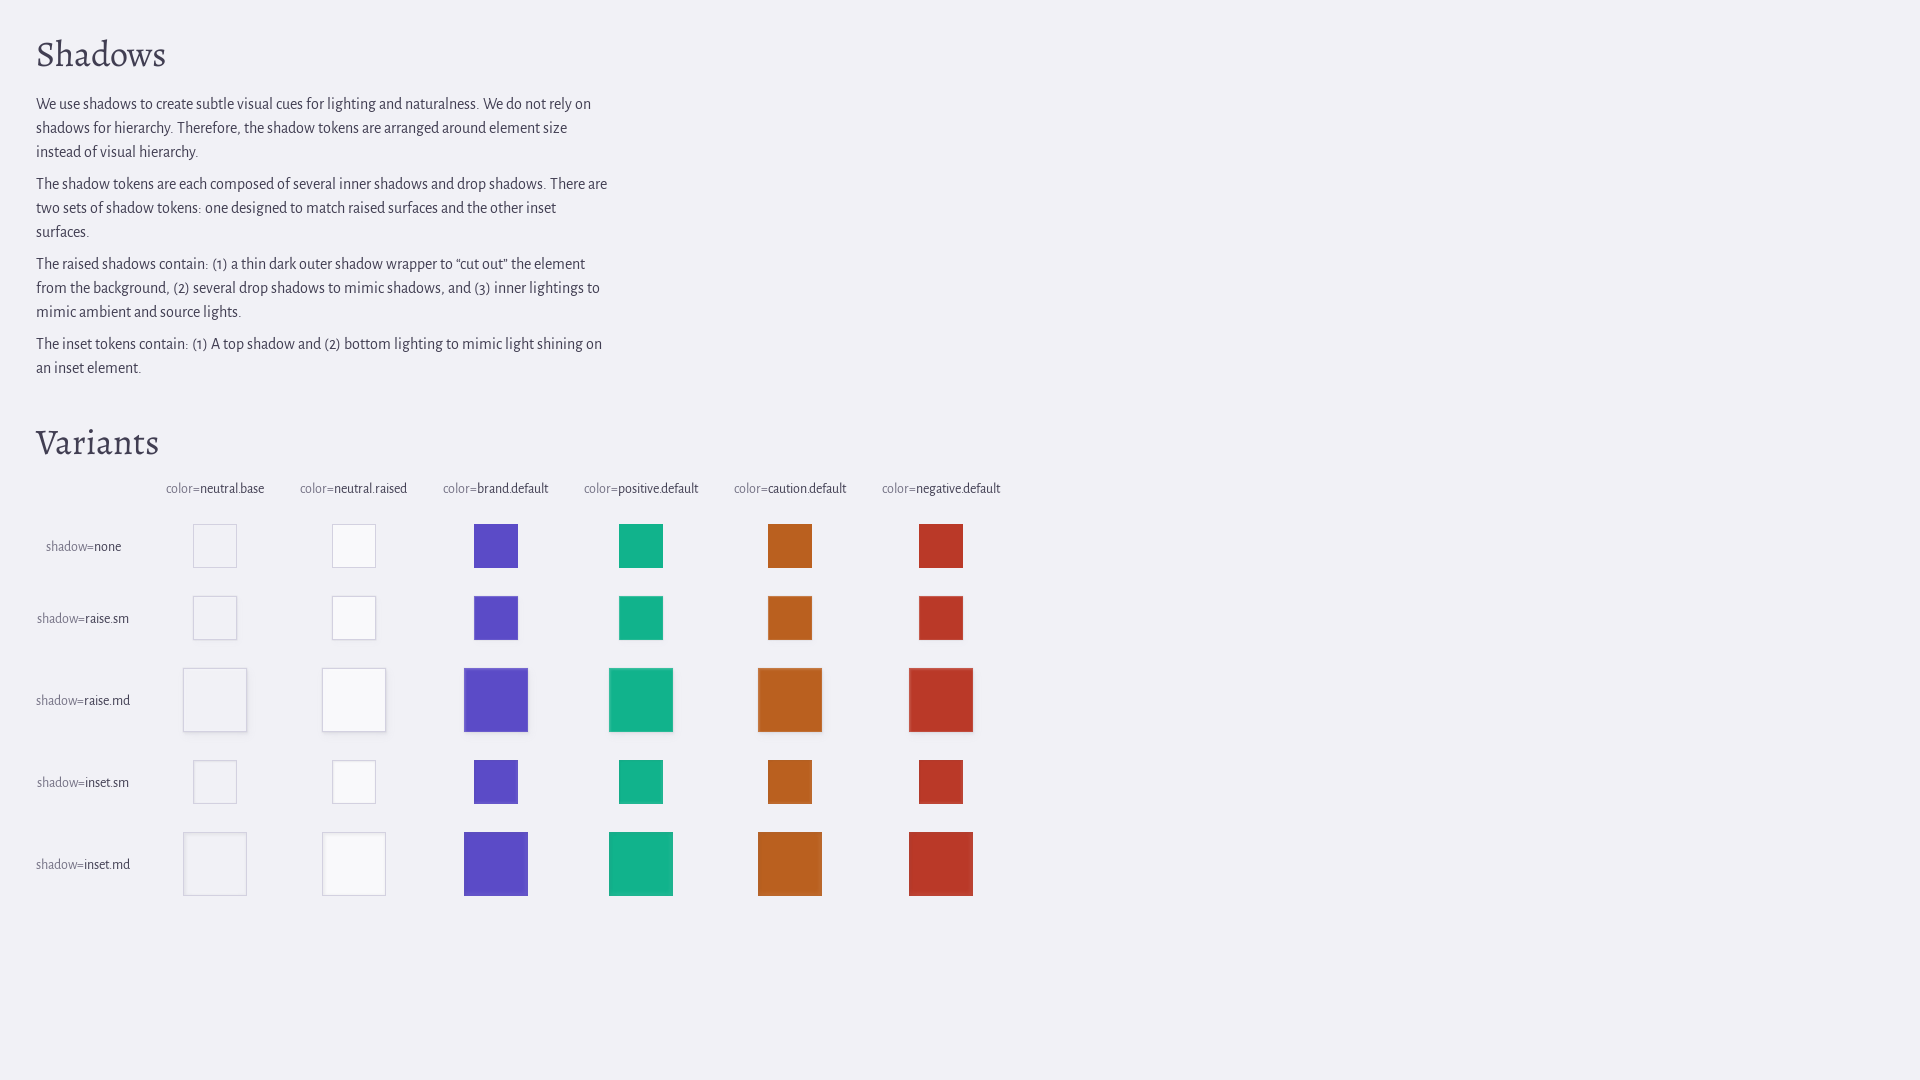 Shadows
We use shadows to create subtle visual cues for lighting and naturalness. We do not rely on
shadows for hierarchy. Therefore, the shadow tokens are arranged around element size
instead of visual hierarchy.
The shadow tokens are each composed of several inner shadows and drop shadows. There are
two sets of shadow tokens: one designed to match raised surfaces and the other inset
surfaces.
The raised shadows contain: (1) a thin dark outer shadow wrapper to “cut out” the element
from the background, (2) several drop shadows to mimic shadows, and (3) inner lightings to
mimic ambient and source lights.
The inset tokens contain: (1) A top shadow and (2) bottom lighting to mimic light shining on
an inset element.
Variants
color=neutral.base color=neutral.raised color=brand.default color=positive.default color=caution.default color=negative.default
shadow=none
shadow=raise.sm
shadow=raise.md
shadow=inset.sm
shadow=inset.md